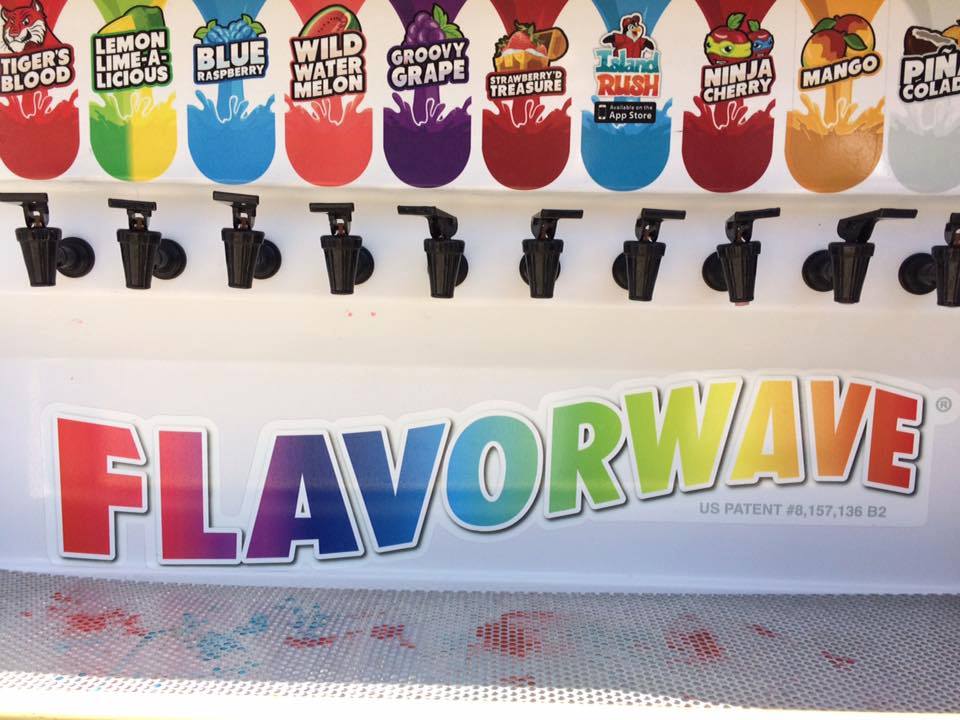 TIGER'S
BLOOD
LEMON
LIME-A-
LICIOUS
BLUE
RASPBERRY
WILD
WATER
MELON
GROOVY
GRAPE
STRAWBERRY'D
TREASURE
Island
RUSH
Available on the
App Store
NINJA
CHERRY
MANGO
PIÑA
COLAD
FLAVORWAVE®
US PATENT #8,157,136 B2